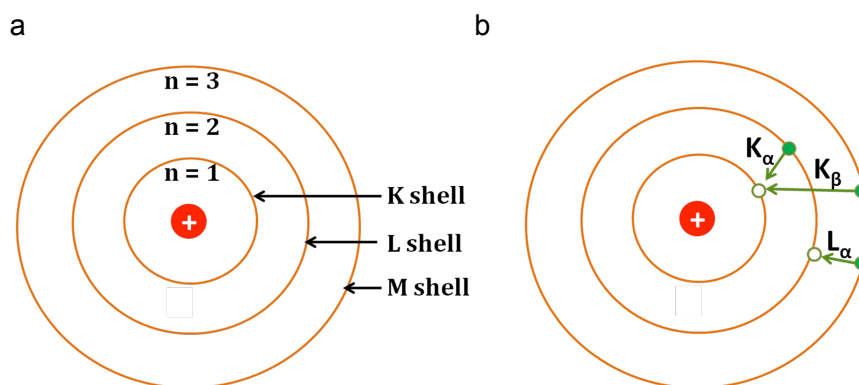 a
n = 3
n = 2
n = 1
+
K shell
L shell
M shell
b
Kα
Kβ
+
Lα